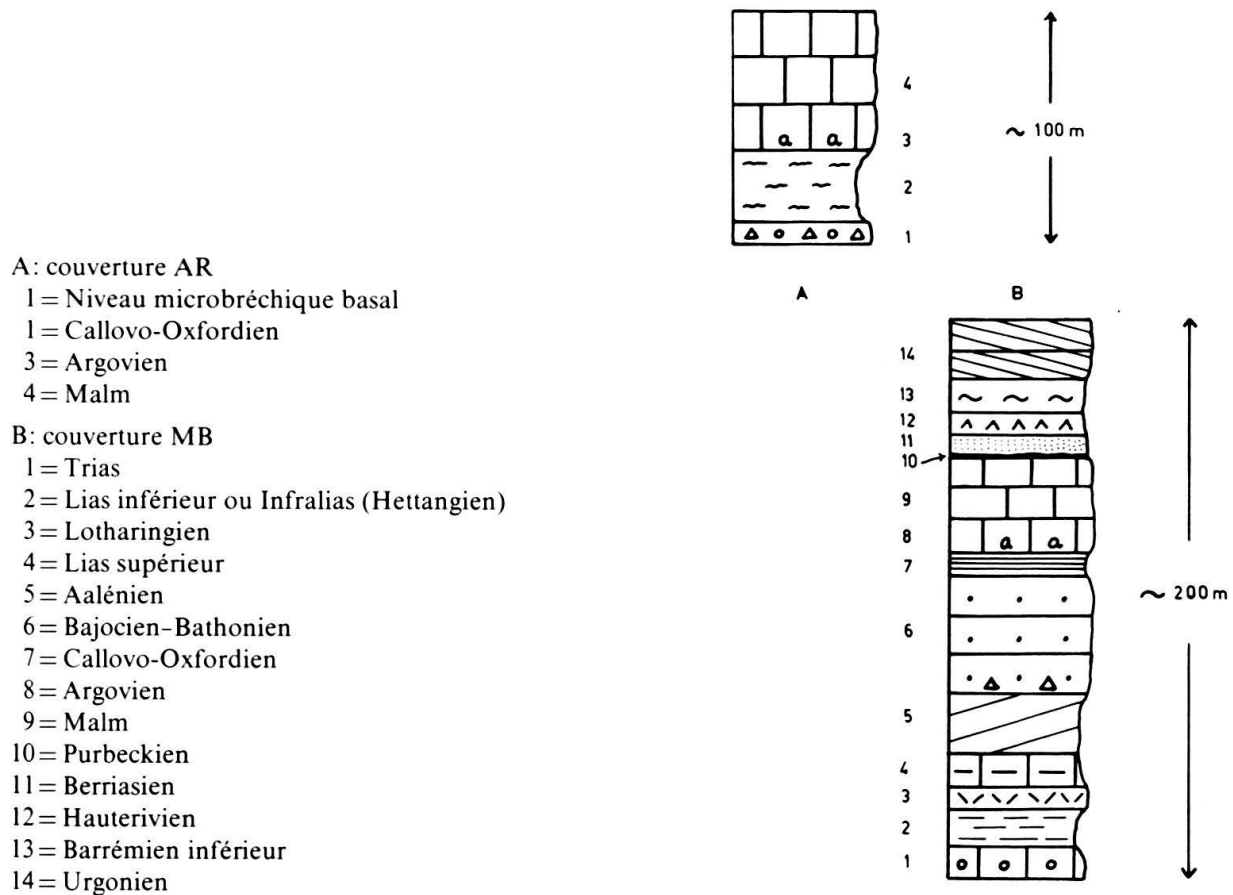 A: couverture AR
1 = Niveau microbréchique basal
1 = Callovo-Oxfordien
3 = Argovien
4 = Malm
B: couverture MB
1 = Trias
2 = Lias inférieur ou Infralias (Hettangien)
3 = Lotharingien
4 = Lias supérieur
5 = Aalénien
6 = Bajocien-Bathonien
7 = Callovo-Oxfordien
8 = Argovien
9 = Malm
10 = Purbeckien
11 = Berriasien
12 = Hauterivien
13 = Barrémien inférieur
14 = Urgonien
4
a a 3
2
1
~ 100 m
A B
14
13
12
11
10
9
8 a a
7
6
5
4
3
2
1
~ 200 m